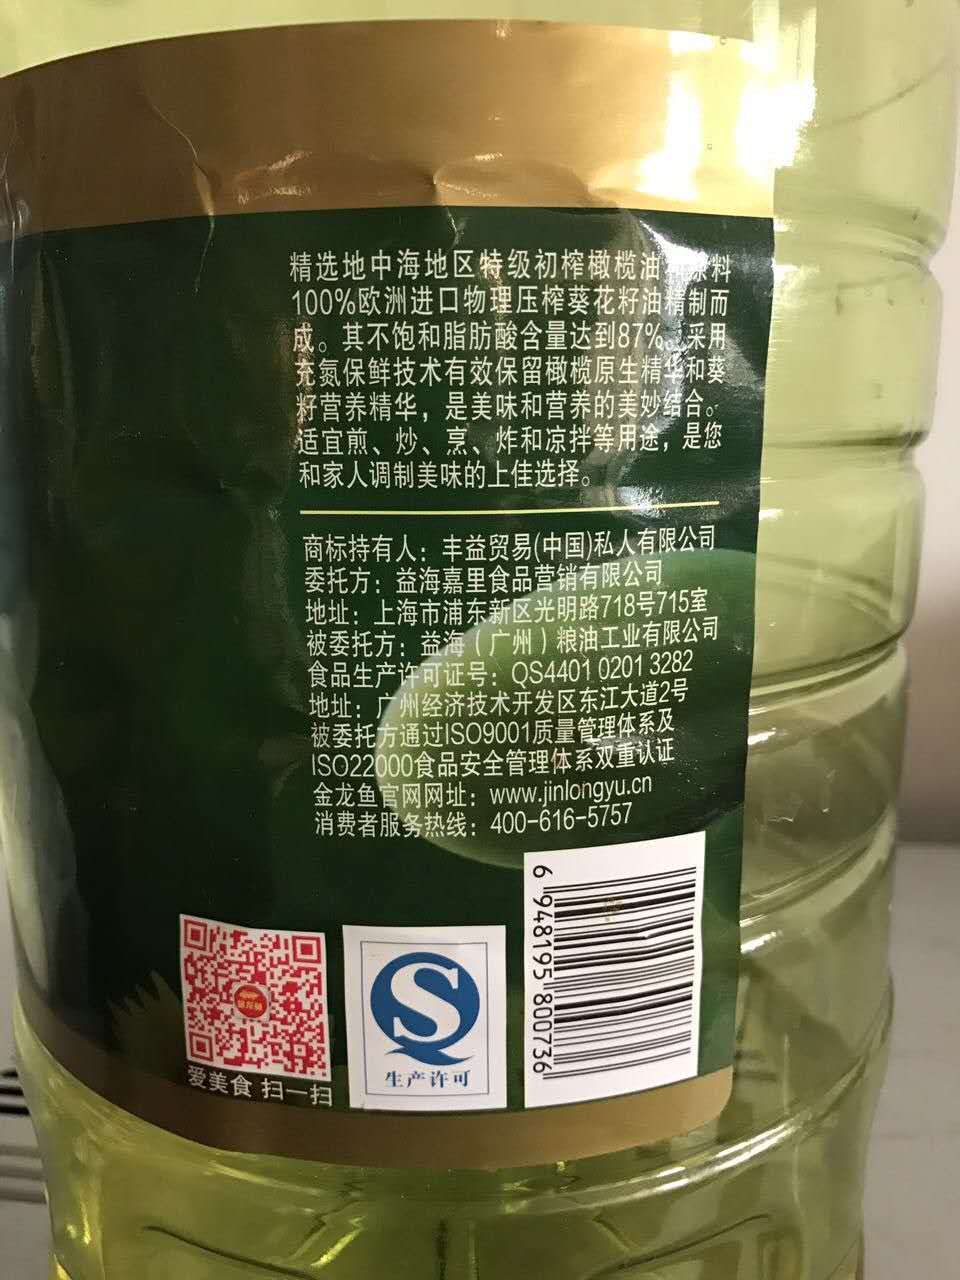 精选地中海地区特级初榨橄榄油 原料
100%欧洲进口物理压榨葵花籽油精制而
成。其不饱和脂肪酸含量达到87%。采用
充氮保鲜技术有效保留橄榄原生精华和葵
籽营养精华，是美味和营养的美妙结合。
适宜煎、炒、烹、炸和凉拌等用途，是您
和家人调制美味的上佳选择。
商标持有人：丰益贸易(中国)私人有限公司
委托方：益海嘉里食品营销有限公司
地址：上海市浦东新区光明路718号715室
被委托方：益海（广州）粮油工业有限公司
食品生产许可证号：QS4401 0201 3282
地址：广州经济技术开发区东江大道2号
被委托方通过ISO9001质量管理体系及
ISO22000食品安全管理体系双重认证
金龙鱼官网网址：www.jinlongyu.cn
消费者服务热线：400-616-5757
爱美食 扫一扫
生产许可
6 948195 800736